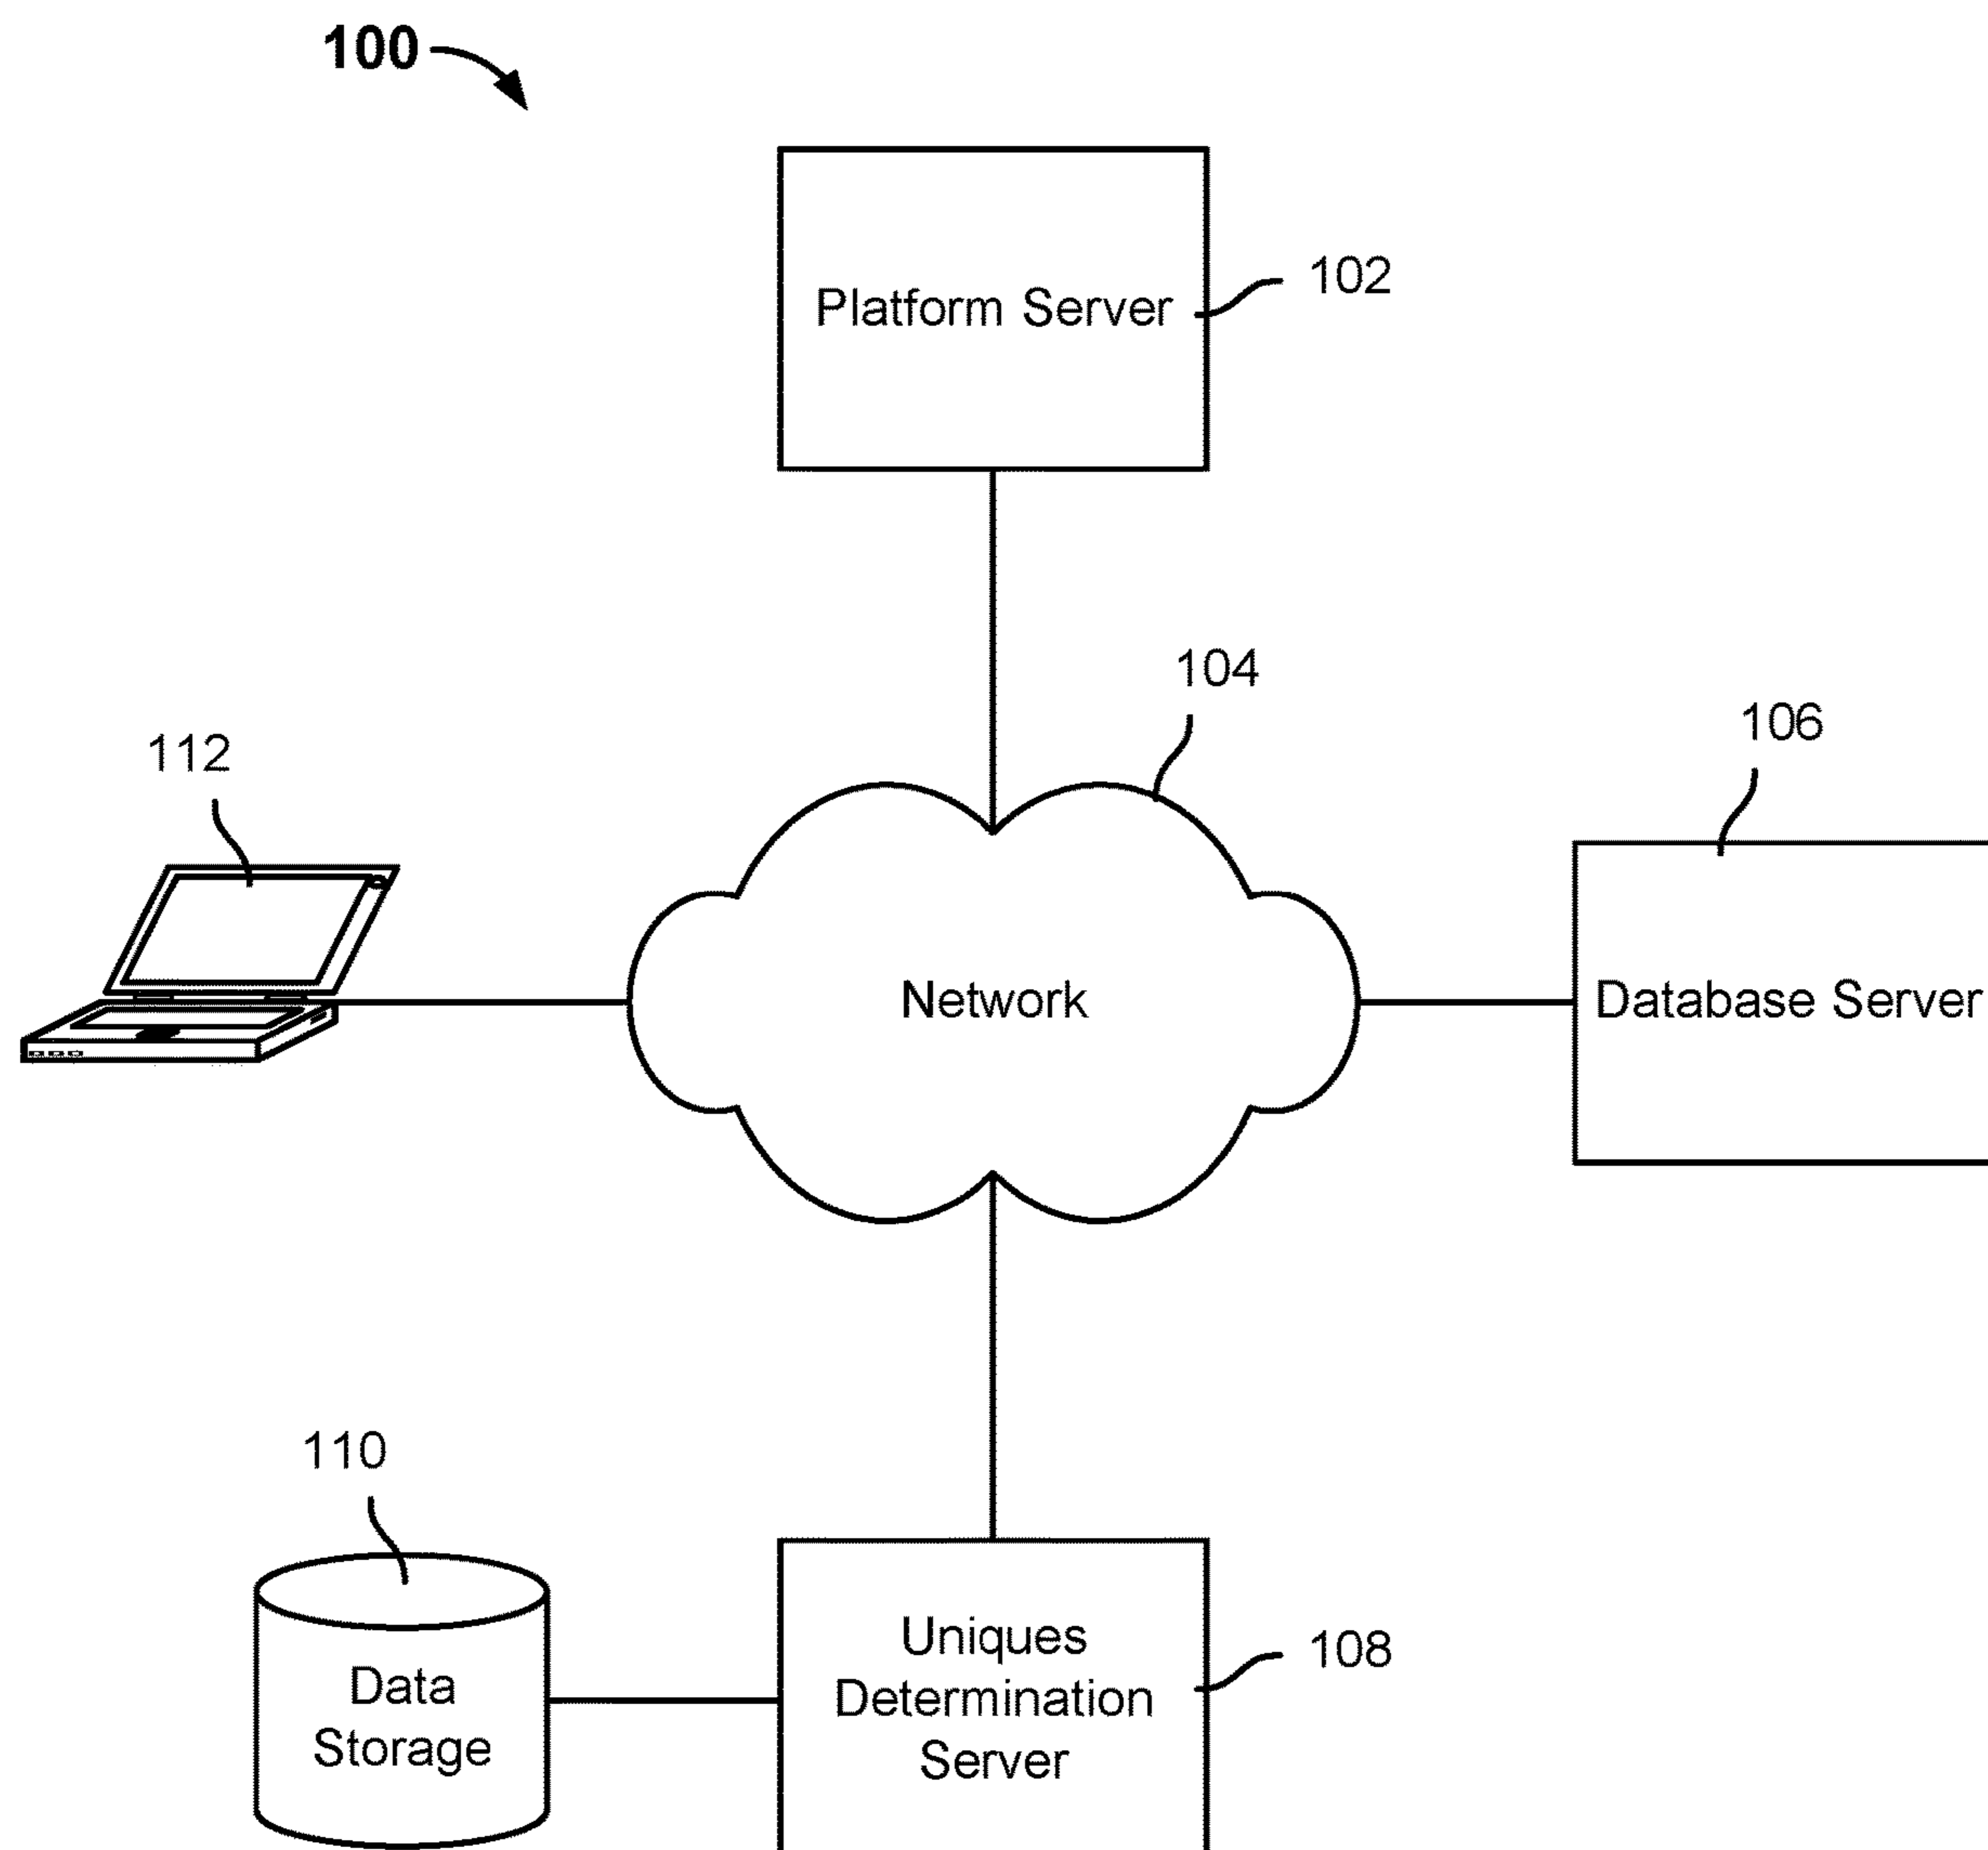 100
Platform Server
102
104
106
112
Network
Database Server
110
Data
Storage
Uniques
Determination
Server
108